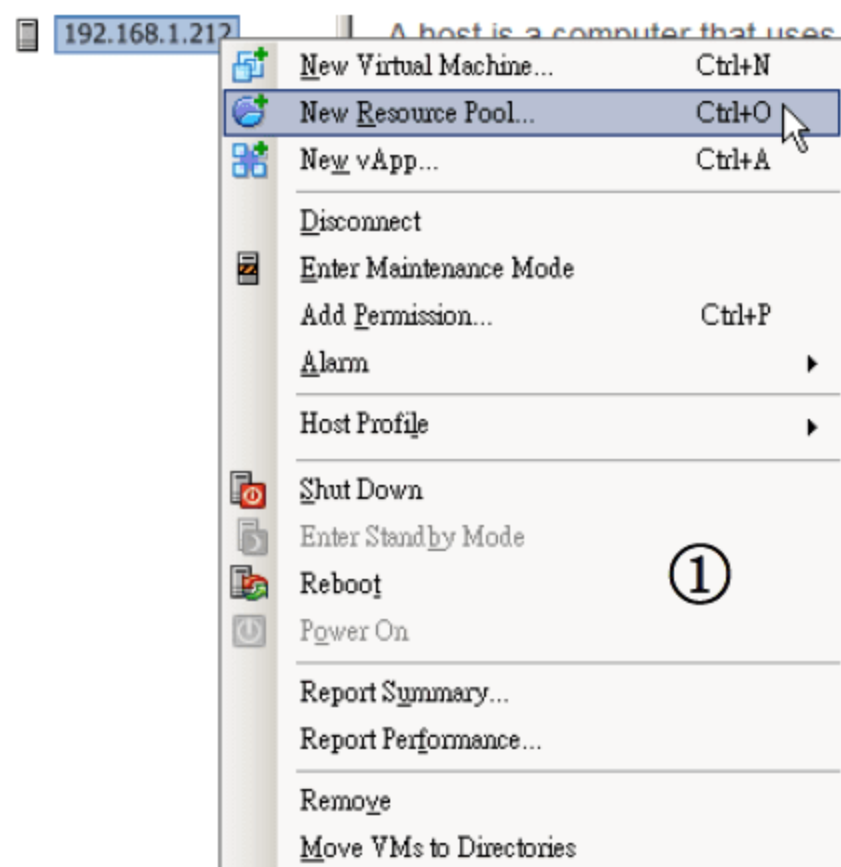 192.168.1.212
A host is a computer that uses
New Virtual Machine... Ctrl+N
New Resource Pool... Ctrl+O
New vApp... Ctrl+A
Disconnect
Enter Maintenance Mode
Add Permission... Ctrl+P
Alarm
Host Profile
Shut Down
Enter Standby Mode
①
Reboot
Power On
Report Summary...
Report Performance...
Remove
Move VMs to Directories